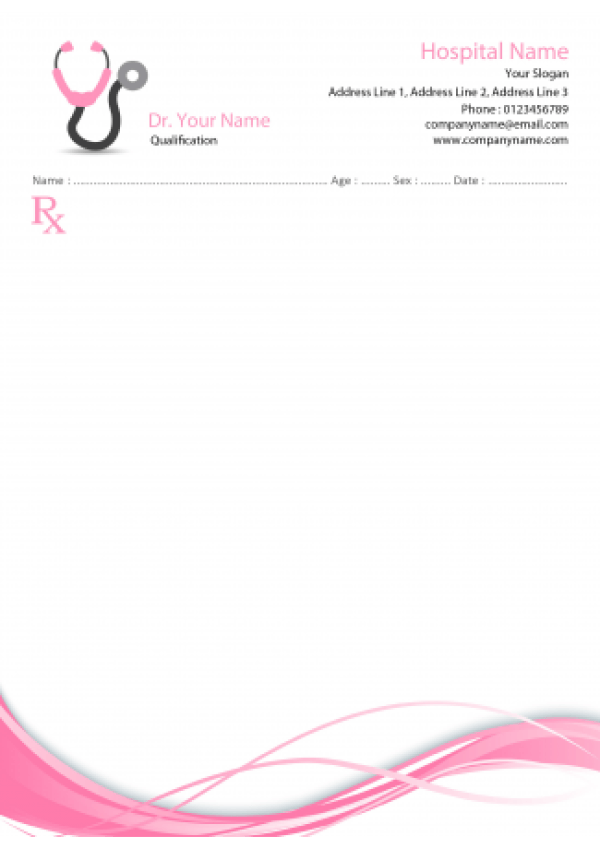 Hospital Name
Your Slogan
Address Line 1, Address Line 2, Address Line 3
Phone : 0123456789
companyname@email.com
www.companyname.com
Dr. Your Name
Qualification
Name : ................................................................................ Age : ......... Sex : ......... Date : ........................
Rx